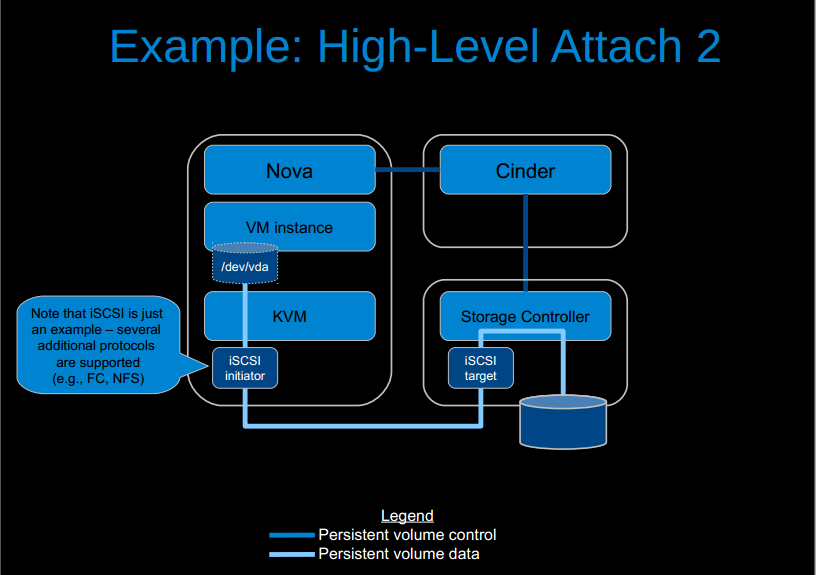 Example: High-Level Attach 2
Nova
Cinder
VM instance
/dev/vda
Note that iSCSI is just
an example – several
additional protocols
are supported
(e.g., FC, NFS)
KVM
Storage Controller
iSCSI
initiator
iSCSI
target
Legend
Persistent volume control
Persistent volume data